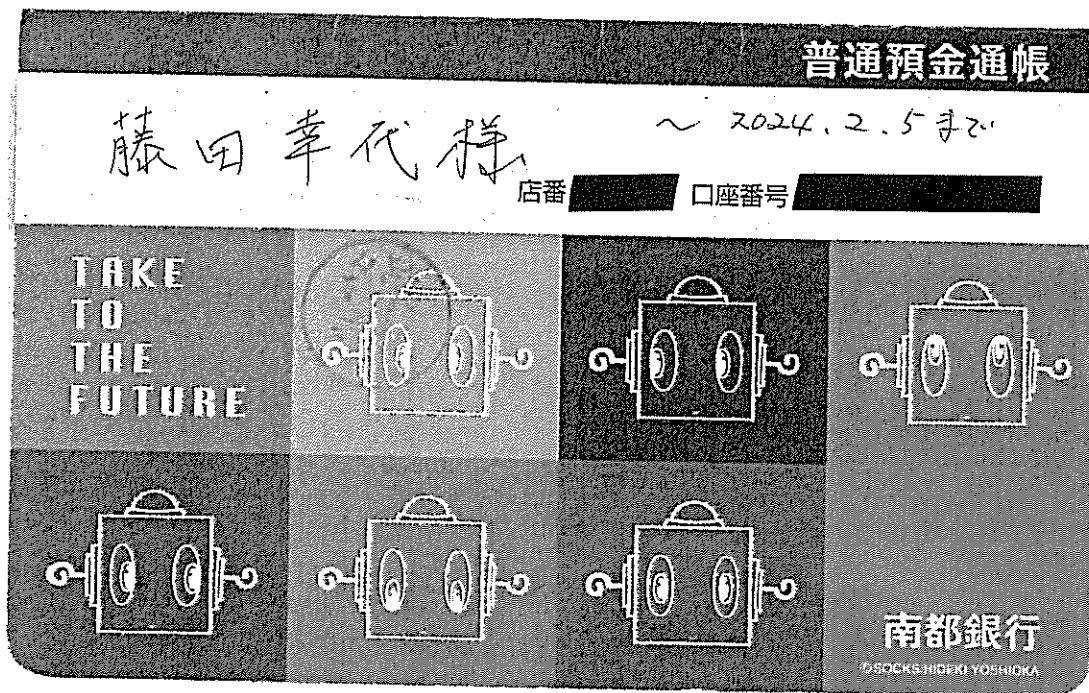 普通預金通帳
藤田幸代様
～2024.2.5まで
店番 口座番号
TAKE
TO
THE
FUTURE
南都銀行
©SOCKS:HIDEKI YOSHIOKA